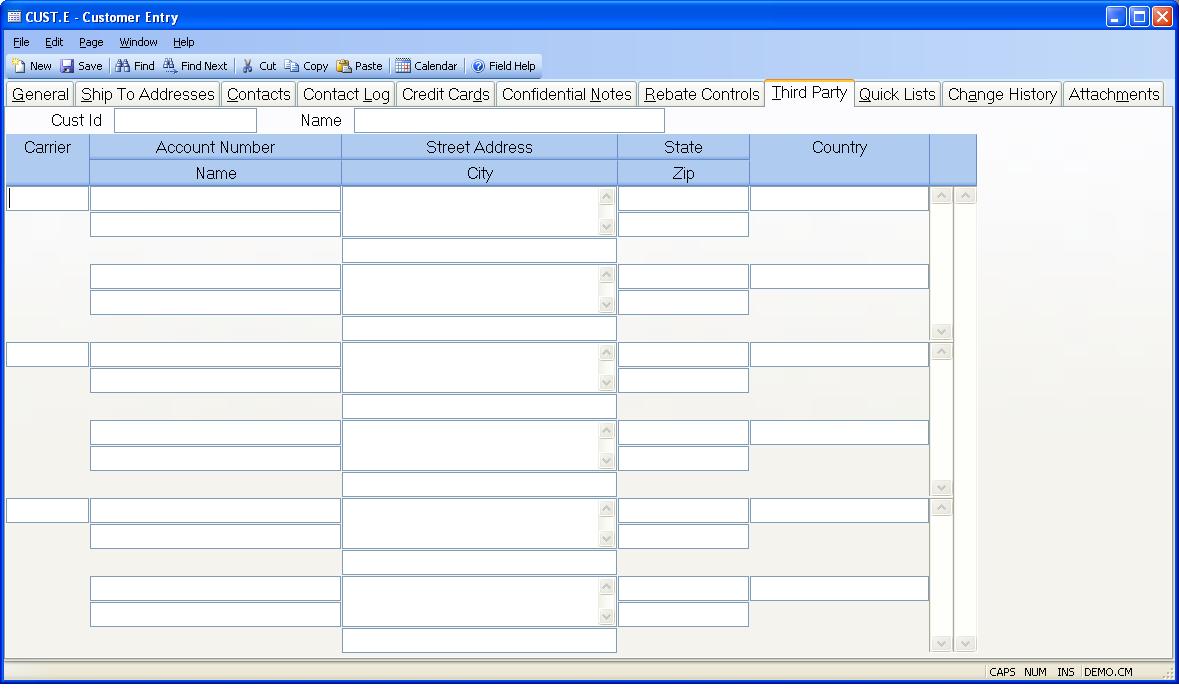 CUST.E - Customer Entry
File Edit Page Window Help
New Save Find Find Next Cut Copy Paste Calendar Field Help
General Ship To Addresses Contacts Contact Log Credit Cards Confidential Notes Rebate Controls Third Party Quick Lists Change History Attachments
Cust Id Name
Carrier Account Number Street Address State Country
Name City Zip
CAPS NUM INS DEMO.CM